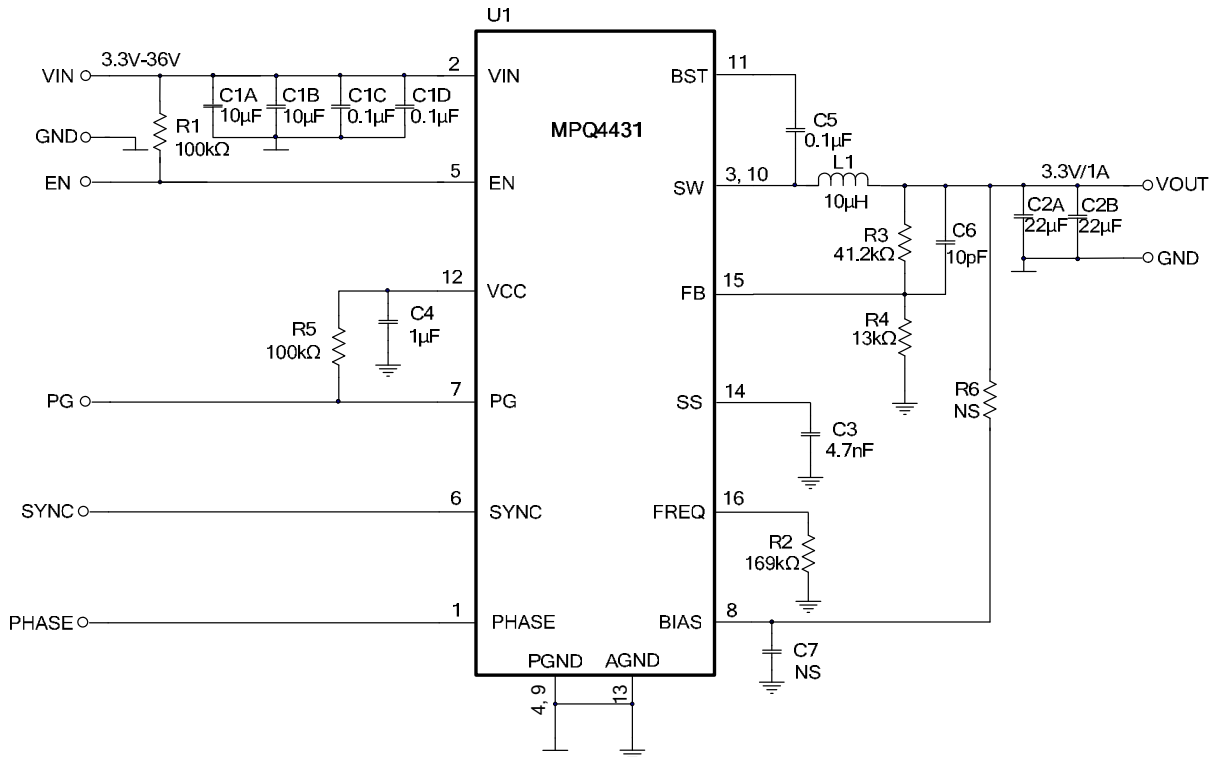 U1
3.3V-36V
VIN
2
VIN
BST
11
C1A
10µF
C1B
10µF
C1C
0.1µF
C1D
0.1µF
GND
R1
100kΩ
MPQ4431
C5
0.1µF
EN
5
EN
SW
3, 10
L1
10µH
3.3V/1A
VOUT
R3
41.2kΩ
C6
10pF
C2A
22µF
C2B
22µF
GND
12
VCC
FB
15
R5
100kΩ
C4
1µF
R4
13kΩ
PG
7
PG
SS
14
R6
NS
C3
4.7nF
SYNC
6
SYNC
FREQ
16
R2
169kΩ
PHASE
1
PHASE
BIAS
8
C7
NS
PGND
AGND
4, 9
13